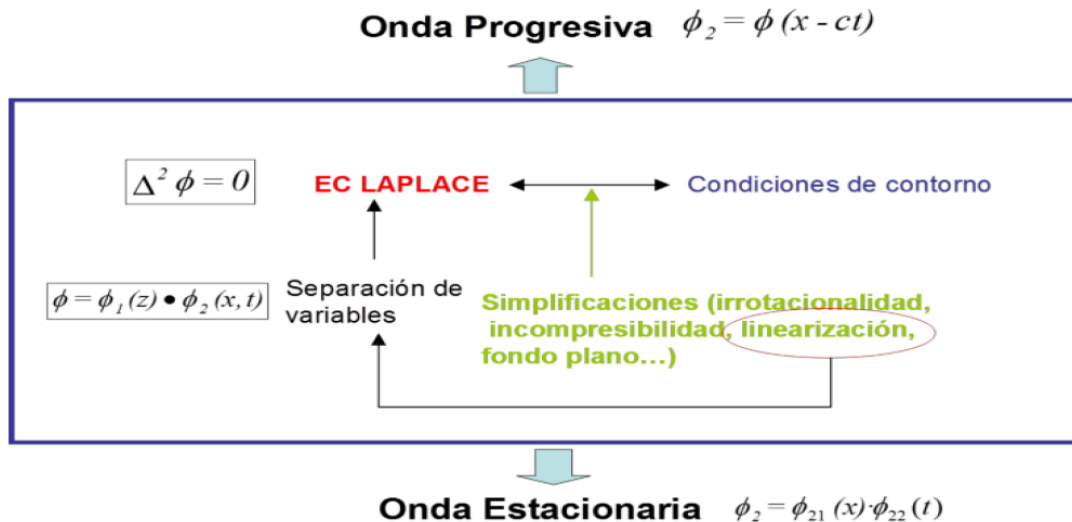 Onda Progresiva ϕ₂ = ϕ (x - ct)
Δ² ϕ = 0
EC LAPLACE
Condiciones de contorno
ϕ = ϕ₁ (z) • ϕ₂ (x, t)
Separación de
variables
Simplificaciones (irrotacionalidad,
incompresibilidad, linearización,
fondo plano...)
Onda Estacionaria ϕ₂ = ϕ₂₁ (x)·ϕ₂₂ (t)